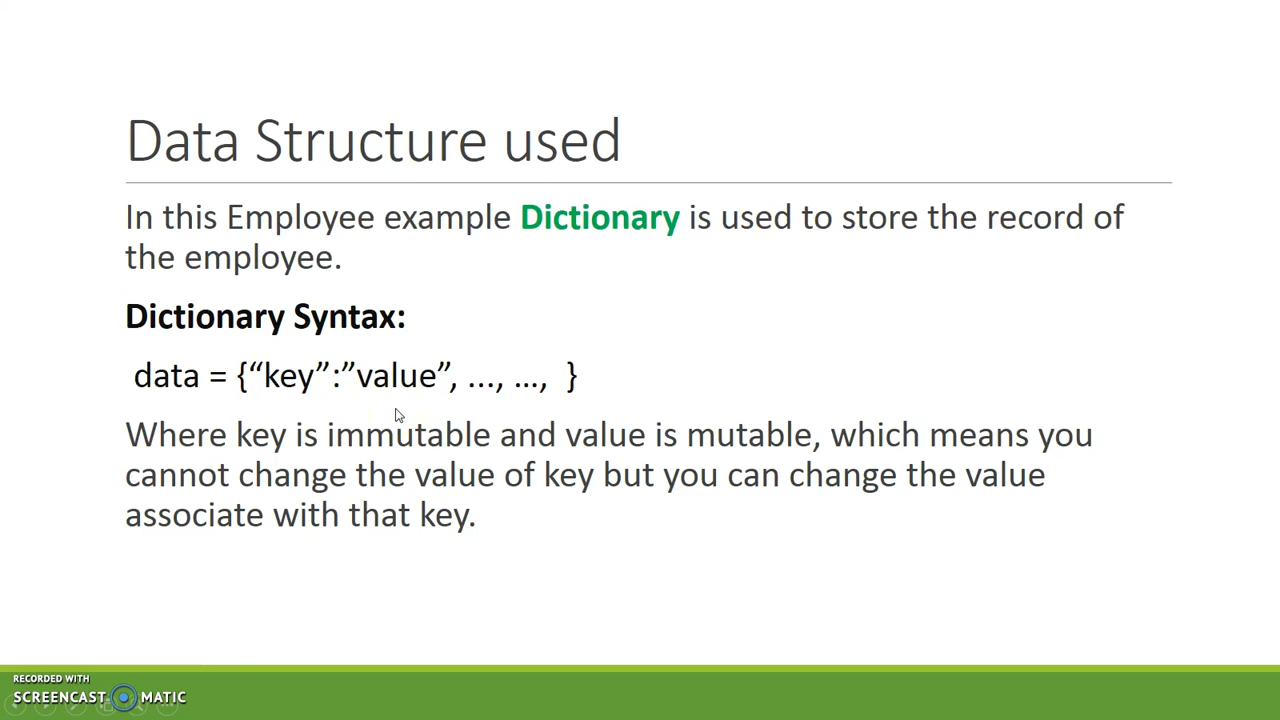 Data Structure used
In this Employee example Dictionary is used to store the record of
the employee.
Dictionary Syntax:
data = {“key”:”value”, ..., ..., }
Where key is immutable and value is mutable, which means you
cannot change the value of key but you can change the value
associate with that key.
RECORDED WITH
SCREENCAST MATIC